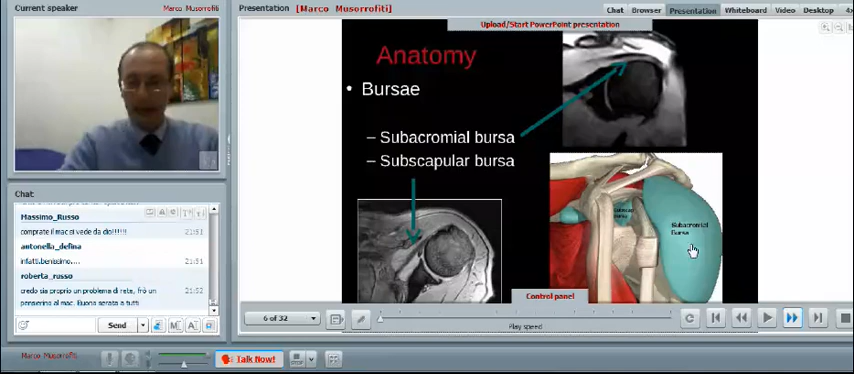 Current speaker
Marco Musorrofiti
Presentation
[Marco Musorrofiti]
Chat
Browser
Presentation
Whiteboard
Video
Desktop
4x
Upload/Start PowerPoint presentation
Anatomy
• Bursae
– Subacromial bursa
– Subscapular bursa
Subacromial
Bursa
Chat
Massimo_Russo
comprate il mac si vede da dio!!!!!!
21:51
antonella_defina
infatti.benissimo....
21:51
roberta_russo
credo sia proprio un problema di rete, frò un
21:52
pensierino al mac. Buona serata a tutti
Send
Control panel
6 of 32
Play speed
Marco Musorrofiti
Talk Now!